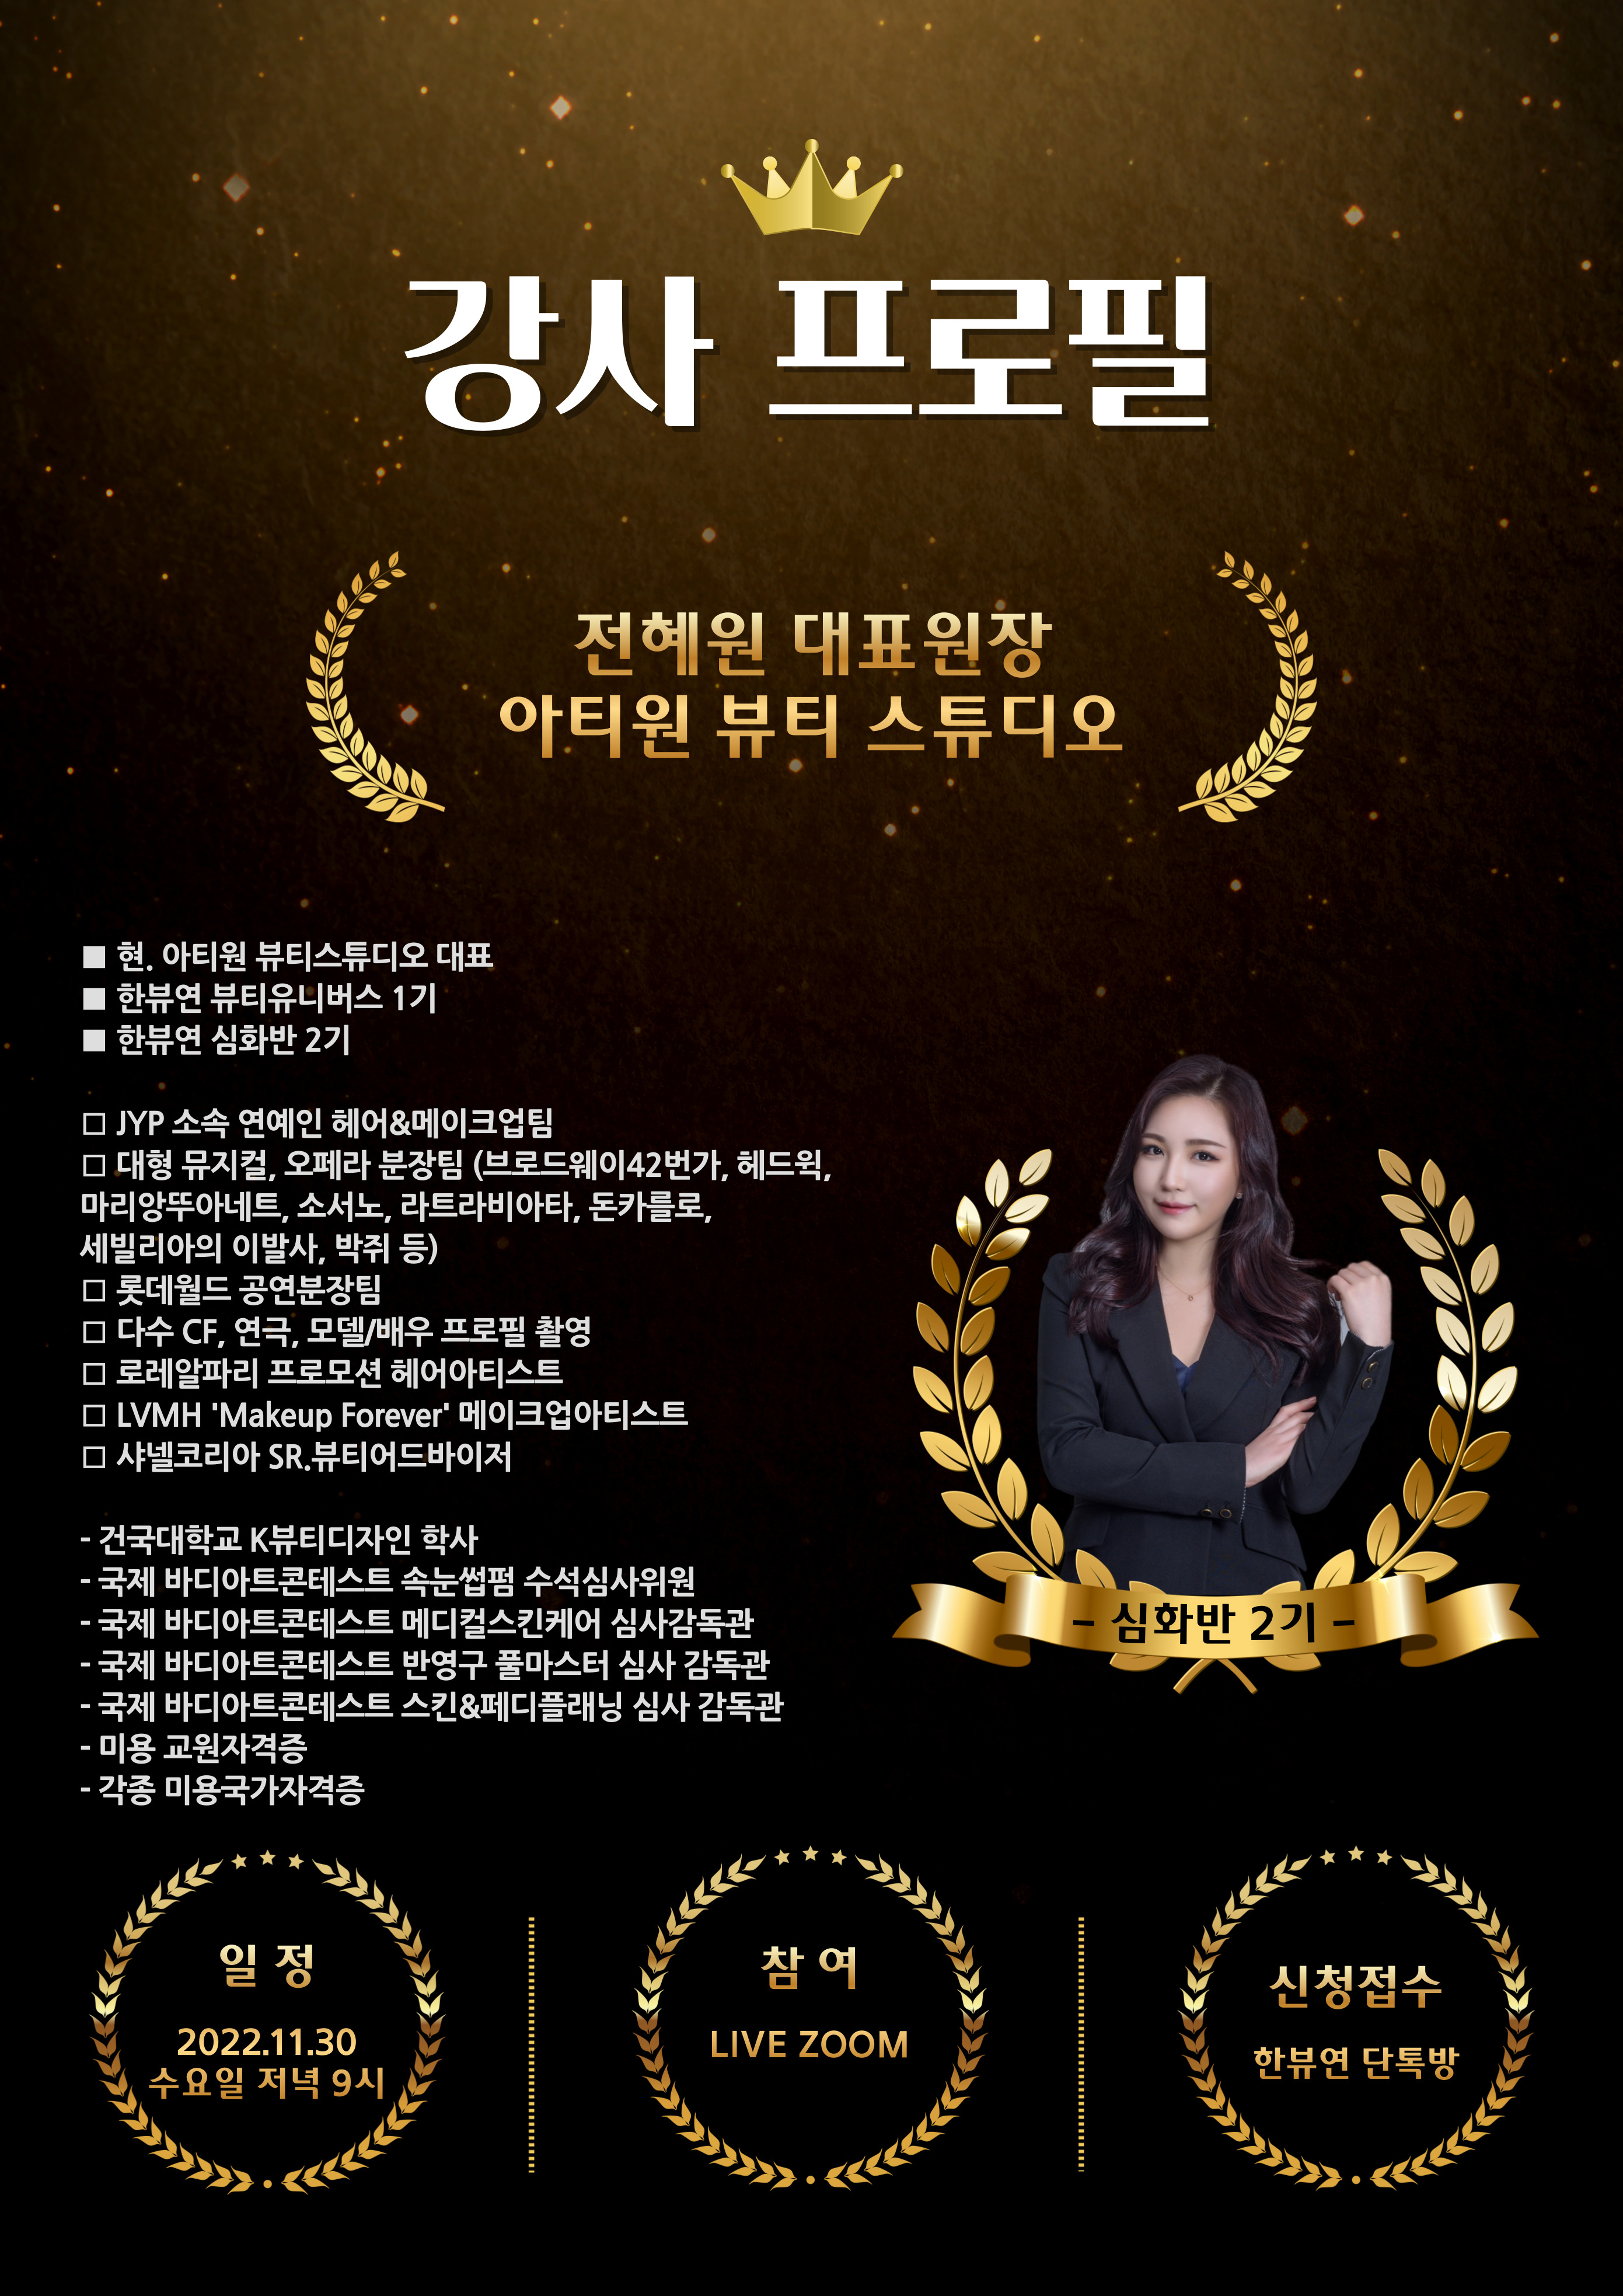 강사 프로필
전혜원 대표원장
아티원 뷰티 스튜디오
■ 현. 아티원 뷰티스튜디오 대표
■ 한뷰연 뷰티유니버스 1기
■ 한뷰연 심화반 2기
□ JYP 소속 연예인 헤어&메이크업팀
□ 대형 뮤지컬, 오페라 분장팀 (브로드웨이42번가, 헤드윅,
마리앙뚜아네트, 소서노, 라트라비아타, 돈카를로,
세빌리아의 이발사, 박쥐 등)
□ 롯데월드 공연분장팀
□ 다수 CF, 연극, 모델/배우 프로필 촬영
□ 로레알파리 프로모션 헤어아티스트
□ LVMH 'Makeup Forever' 메이크업아티스트
□ 샤넬코리아 SR.뷰티어드바이저
- 건국대학교 K뷰티디자인 학사
- 국제 바디아트콘테스트 속눈썹펌 수석심사위원
- 국제 바디아트콘테스트 메디컬스킨케어 심사감독관
- 국제 바디아트콘테스트 반영구 풀마스터 심사 감독관
- 국제 바디아트콘테스트 스킨&페디플래닝 심사 감독관
- 미용 교원자격증
- 각종 미용국가자격증
- 심화반 2기 -
일 정
2022.11.30
수요일 저녁 9시
참 여
LIVE ZOOM
신청접수
한뷰연 단톡방